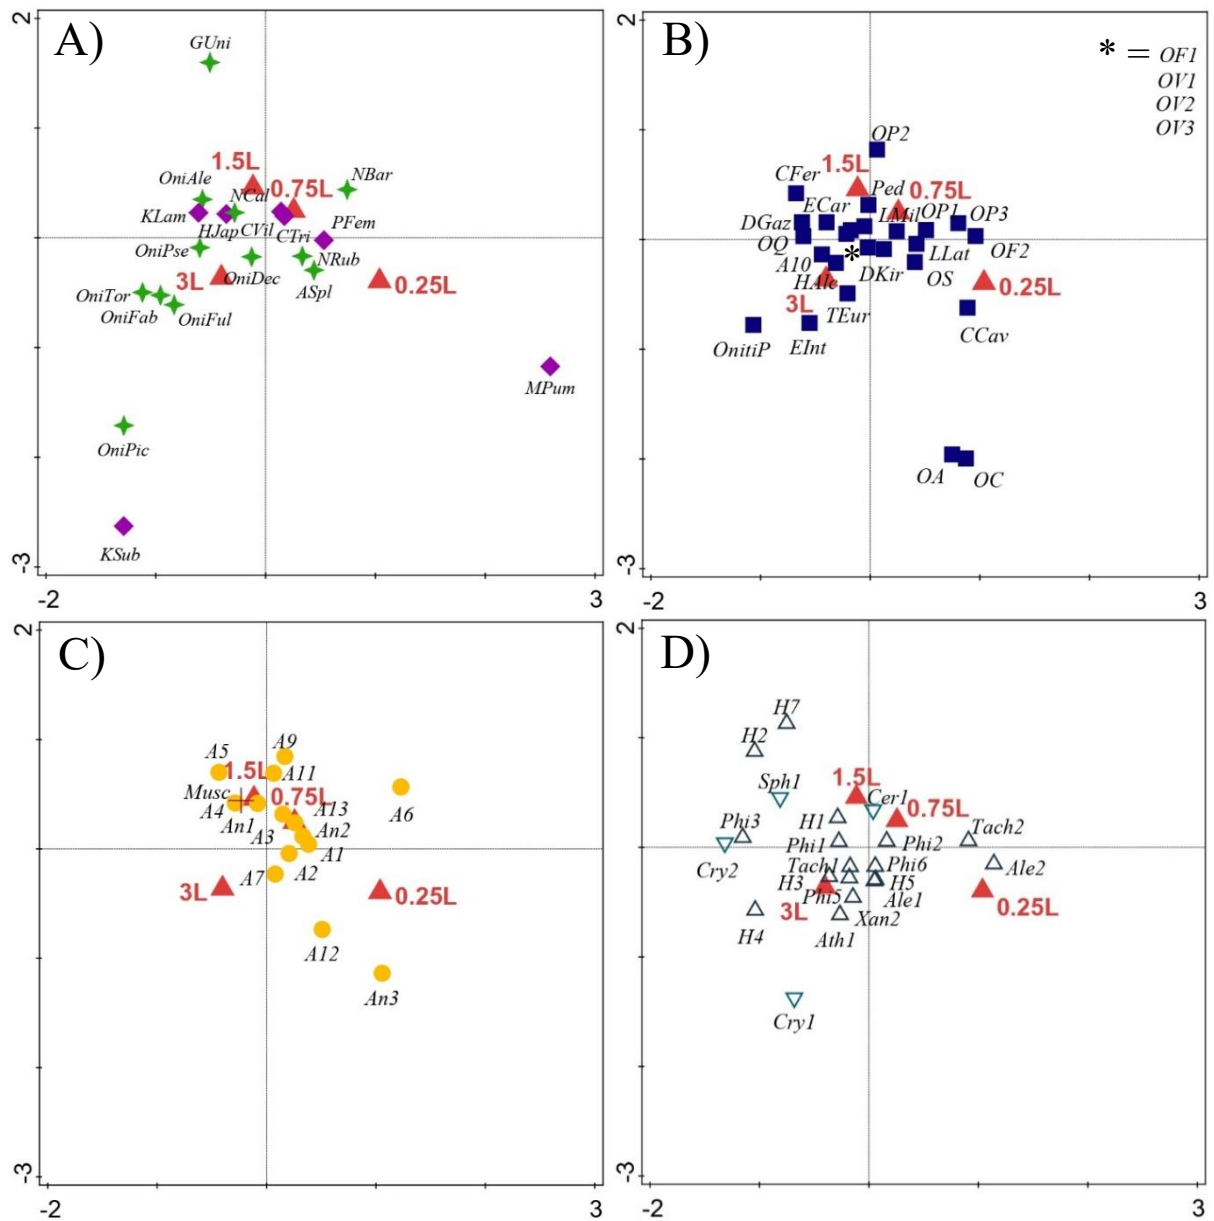 A)
2
GUni
1.5L
OniAle
NCal
0.75L
NBar
KLam
HJap
CVil
CTri
PFem
OniPse
NRub
3L
OniDec
ASpl
0.25L
OniTor
OniFab
OniFul
MPum
OniPic
KSub
-3
-2
3
B)
2
* = OF1
OV1
OV2
OV3
OP2
1.5L
CFer
Ped
0.75L
ECar
LMil
OP1
OP3
DGaz
OQ
*
OF2
LLat
A10
DKir
OS
HAlc
0.25L
3L
TEur
CCav
OnitiP
EInt
OA
OC
-3
-2
3
C)
2
A9
A5
1.5L
A11
Musc
0.75L
A4
A13
A6
An1
A3
An2
A1
A7
A2
3L
0.25L
A12
An3
-3
-2
3
D)
2
H7
H2
1.5L
Sph1
Cer1
0.75L
H1
Phi3
Tach2
Phi1
Phi2
Cry2
Tach1
Phi6
Ale2
H3
H5
Phi5
Ale1
3L
0.25L
Xan2
H4
Ath1
Cry1
-3
-2
3